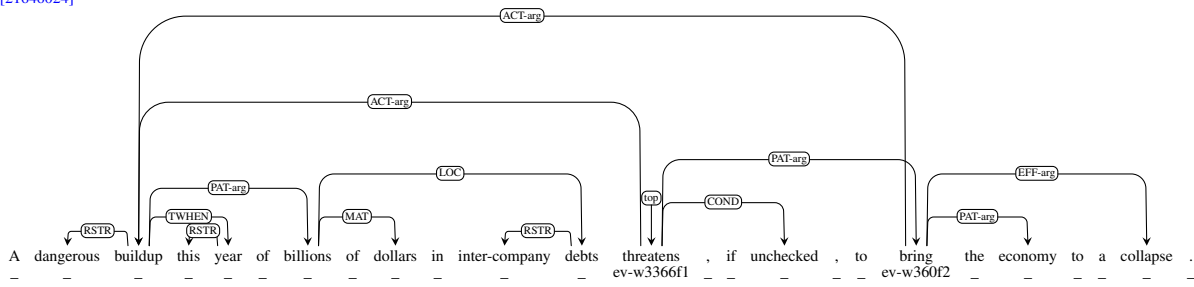 [21040024]
ACT-arg
ACT-arg
PAT-arg
LOC
EFF-arg
PAT-arg
top
COND
TWHEN
MAT
PAT-arg
RSTR
RSTR
RSTR
A dangerous buildup this year of billions of dollars in inter-company debts threatens , if unchecked , to bring the economy to a collapse .
_ _ _ _ _ _ _ _ _ _ _ _ ev-w3366f1 _ _ _ _ _ ev-w360f2 _ _ _ _ _ _